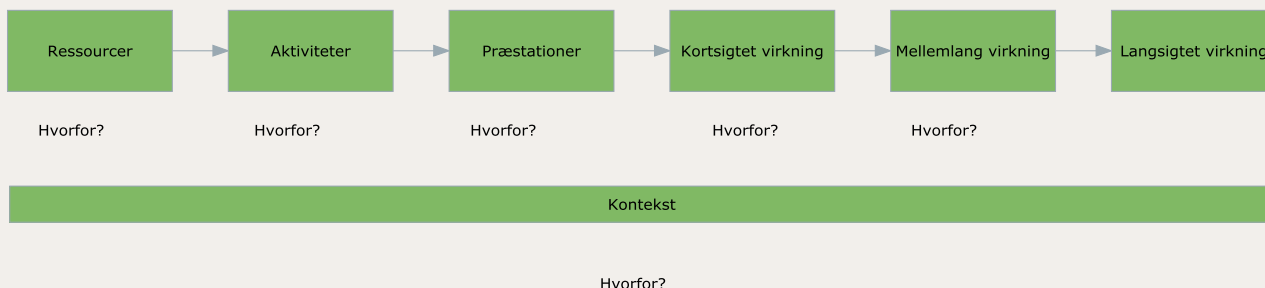 Ressourcer
Aktiviteter
Præstationer
Kortsigtet virkning
Mellemlang virkning
Langsigtet virkning
Hvorfor?
Hvorfor?
Hvorfor?
Hvorfor?
Hvorfor?
Kontekst
Hvorfor?